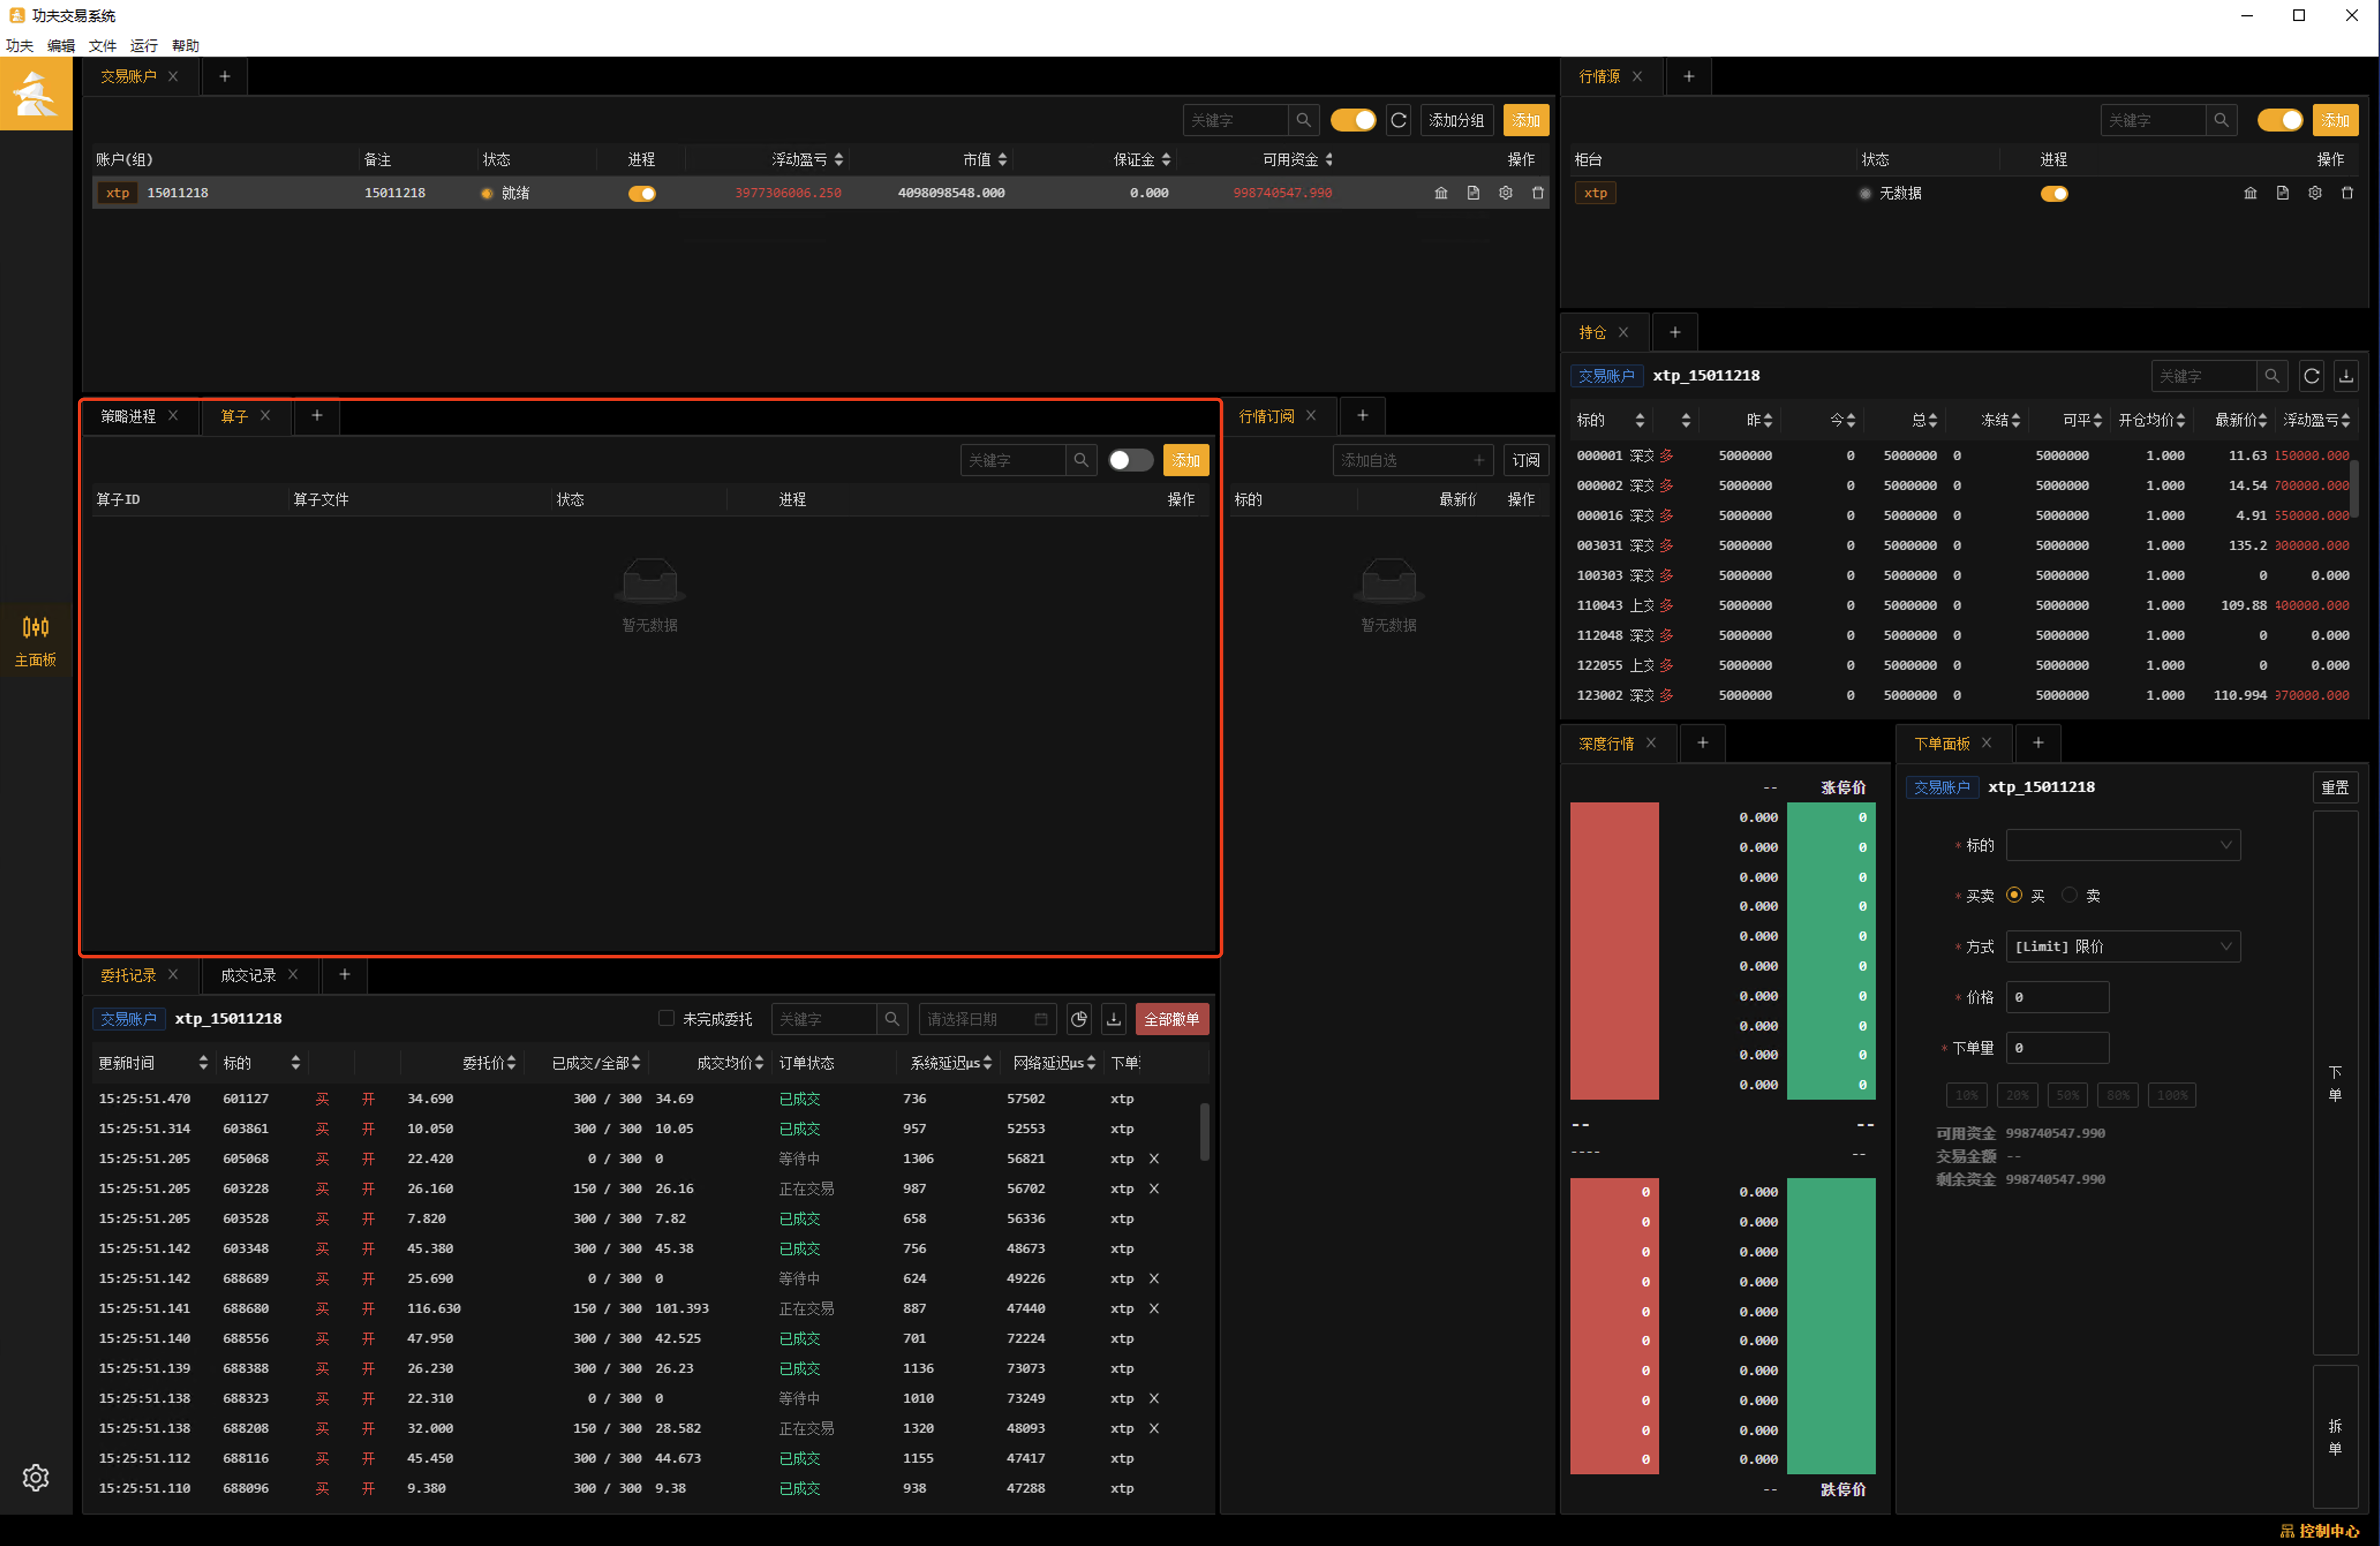 功夫交易系统
功夫 编辑 文件 运行 帮助
交易账户
关键字 添加分组 添加
账户(组) 备注 状态 进程 浮动盈亏 市值 保证金 可用资金 操作
xtp 15011218 15011218 就绪 3977306006.250 4098098548.000 0.000 998740547.990
行情源
关键字 添加
柜台 状态 进程 操作
xtp 无数据
主面板
策略进程 算子
关键字 添加
算子ID 算子文件 状态 进程 操作
暂无数据
行情订阅
添加自选 订阅
标的 最新价 操作
暂无数据
持仓
交易账户 xtp_15011218
关键字
标的 昨 今 总 冻结 可平 开仓均价 最新价 浮动盈亏
000001 深交 多 5000000 0 5000000 0 5000000 1.000 11.63 150000.000
000002 深交 多 5000000 0 5000000 0 5000000 1.000 14.54 700000.000
000016 深交 多 5000000 0 5000000 0 5000000 1.000 4.91 550000.000
003031 深交 多 5000000 0 5000000 0 5000000 1.000 135.2 000000.000
100303 深交 多 5000000 0 5000000 0 5000000 1.000 0 0.000
110043 上交 多 5000000 0 5000000 0 5000000 1.000 109.88 400000.000
112048 深交 多 5000000 0 5000000 0 5000000 1.000 0 0.000
122055 上交 多 5000000 0 5000000 0 5000000 1.000 0 0.000
123002 深交 多 5000000 0 5000000 0 5000000 1.000 110.994 970000.000
委托记录 成交记录
交易账户 xtp_15011218 未完成委托 关键字 请选择日期 全部撤单
更新时间 标的 委托价 已成交/全部 成交均价 订单状态 系统延迟μs 网络延迟μs 下单
15:25:51.470 601127 买 开 34.690 300 / 300 34.69 已成交 736 57502 xtp
15:25:51.314 603861 买 开 10.050 300 / 300 10.05 已成交 957 52553 xtp
15:25:51.205 605068 买 开 22.420 0 / 300 0 等待中 1306 56821 xtp
15:25:51.205 603228 买 开 26.160 150 / 300 26.16 正在交易 987 56702 xtp
15:25:51.205 603528 买 开 7.820 300 / 300 7.82 已成交 658 56336 xtp
15:25:51.142 603348 买 开 45.380 300 / 300 45.38 已成交 756 48673 xtp
15:25:51.142 688689 买 开 25.690 0 / 300 0 等待中 624 49226 xtp
15:25:51.141 688680 买 开 116.630 150 / 300 101.393 正在交易 887 47440 xtp
15:25:51.140 688556 买 开 47.950 300 / 300 42.525 已成交 701 72224 xtp
15:25:51.139 688388 买 开 26.230 300 / 300 26.23 已成交 1136 73073 xtp
15:25:51.138 688323 买 开 22.310 0 / 300 0 等待中 1010 73249 xtp
15:25:51.138 688208 买 开 32.000 150 / 300 28.582 正在交易 1320 48093 xtp
15:25:51.112 688116 买 开 45.450 300 / 300 44.673 已成交 1155 47417 xtp
15:25:51.110 688096 买 开 9.380 300 / 300 9.38 已成交 938 47288 xtp
深度行情
-- 涨停价
0.000 0
0.000 0
0.000 0
0.000 0
0.000 0
0.000 0
0.000 0
0.000 0
0.000 0
0.000 0
-- --
---- --
0 0.000
0 0.000
0 0.000
0 0.000
0 0.000
0 0.000
0 0.000
0 0.000
0 0.000
0 0.000
-- 跌停价
下单面板
交易账户 xtp_15011218 重置
* 标的
* 买卖 买 卖
* 方式 [Limit] 限价
* 价格 0
* 下单量 0
10% 20% 50% 80% 100%
可用资金 998740547.990
交易金额 --
剩余资金 998740547.990
下单
拆单
控制中心